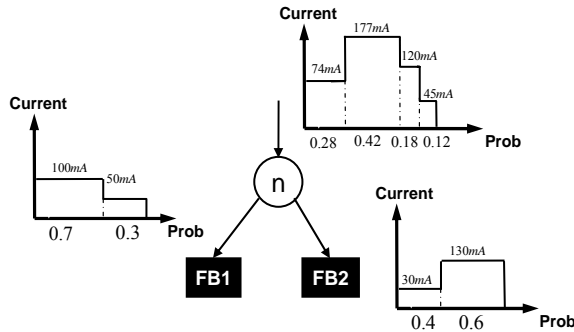 Current
177mA
74mA
120mA
45mA
0.28 0.42 0.18 0.12
Prob
Current
100mA
50mA
0.7 0.3
Prob
n
FB1
FB2
Current
30mA
130mA
0.4 0.6
Prob